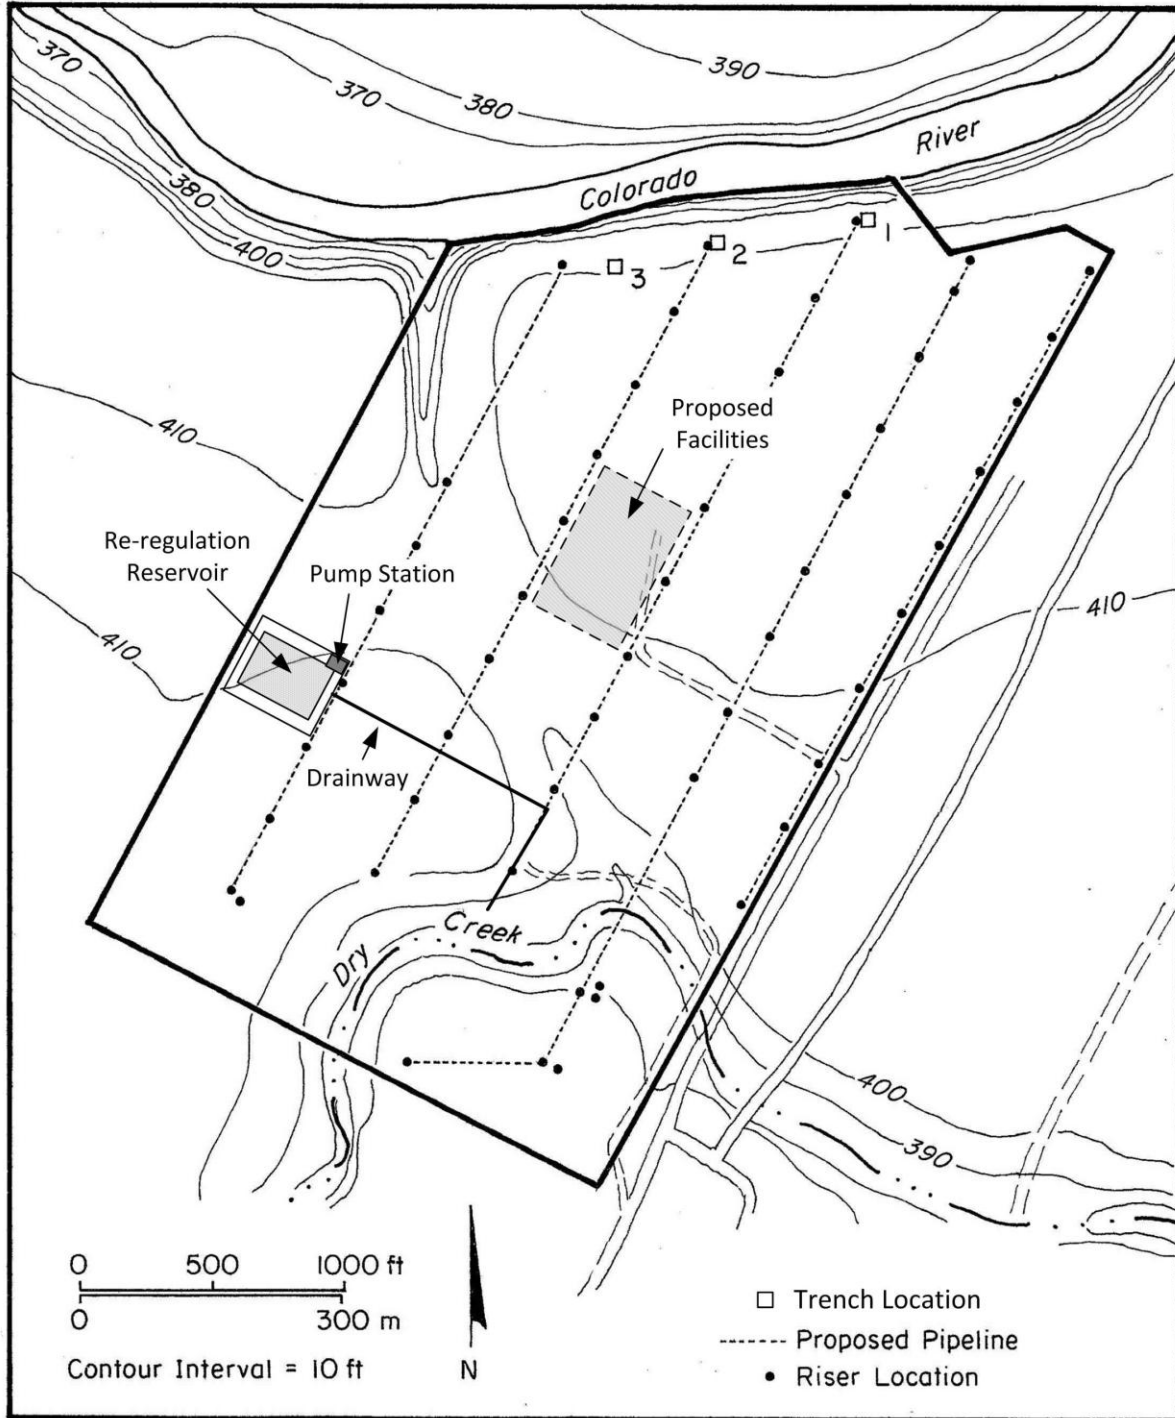 370
390
370
380
River
Colorado
380
400
1
2
3
Proposed
Facilities
410
Re-regulation
Reservoir
Pump Station
410
410
Drainway
Creek
Dry
400
390
0 500 1000 ft
0 300 m
Contour Interval = 10 ft
N
Trench Location
Proposed Pipeline
Riser Location